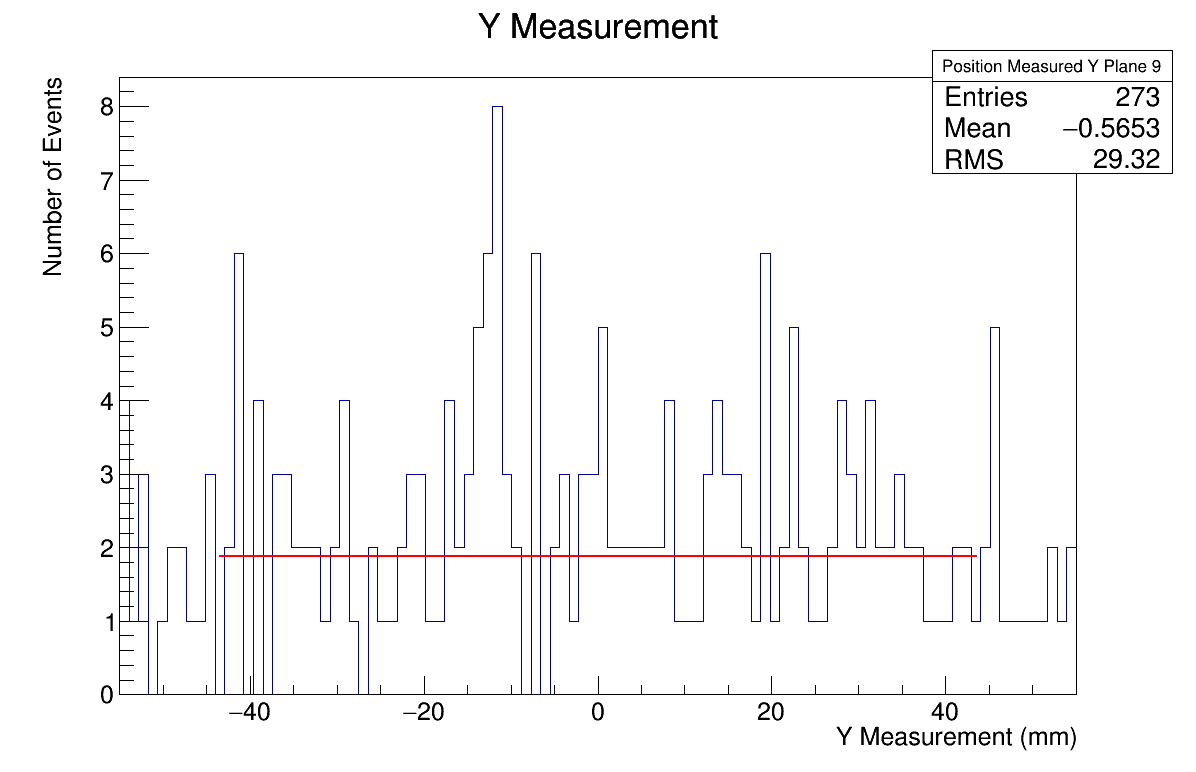 Y Measurement
Position Measured Y Plane 9
Entries 273
Mean −0.5653
RMS 29.32
Number of Events
8
7
6
5
4
3
2
1
0
−40 −20 0 20 40
Y Measurement (mm)